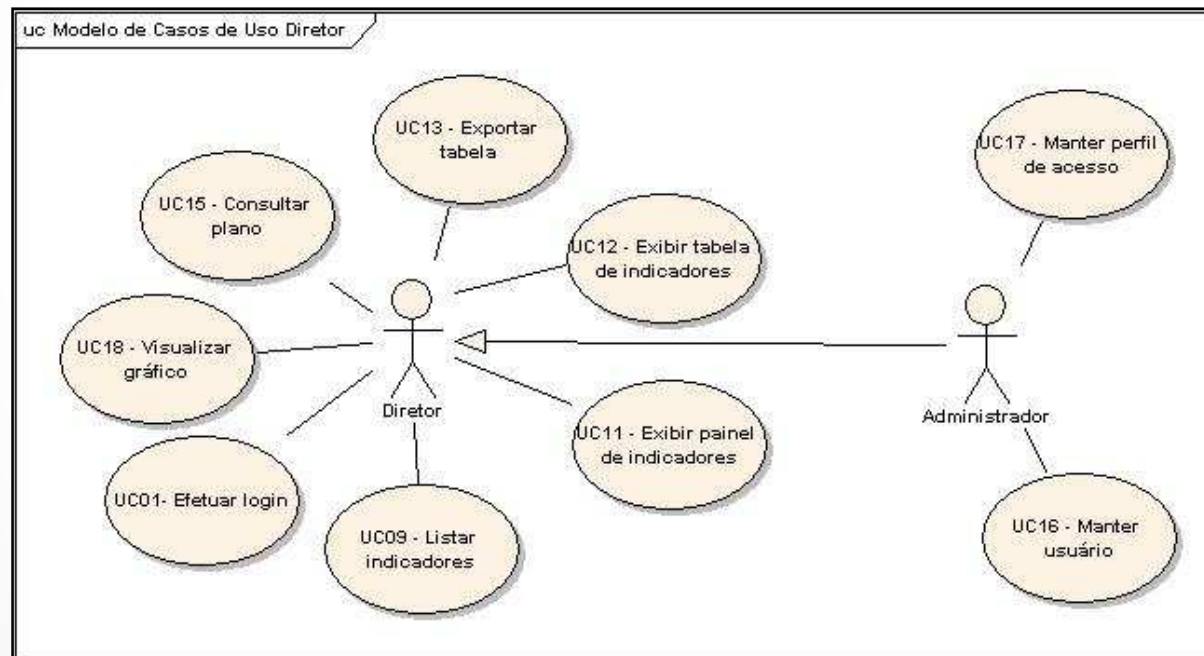 uc Modelo de Casos de Uso Diretor
UC13 - Exportar
tabela
UC17 - Manter perfil
de acesso
UC15 - Consultar
plano
UC12 - Exibir tabela
de indicadores
UC18 - Visualizar
gráfico
Diretor
Administrador
UC11 - Exibir painel
de indicadores
UC01- Efetuar login
UC09 - Listar
indicadores
UC16 - Manter
usuário